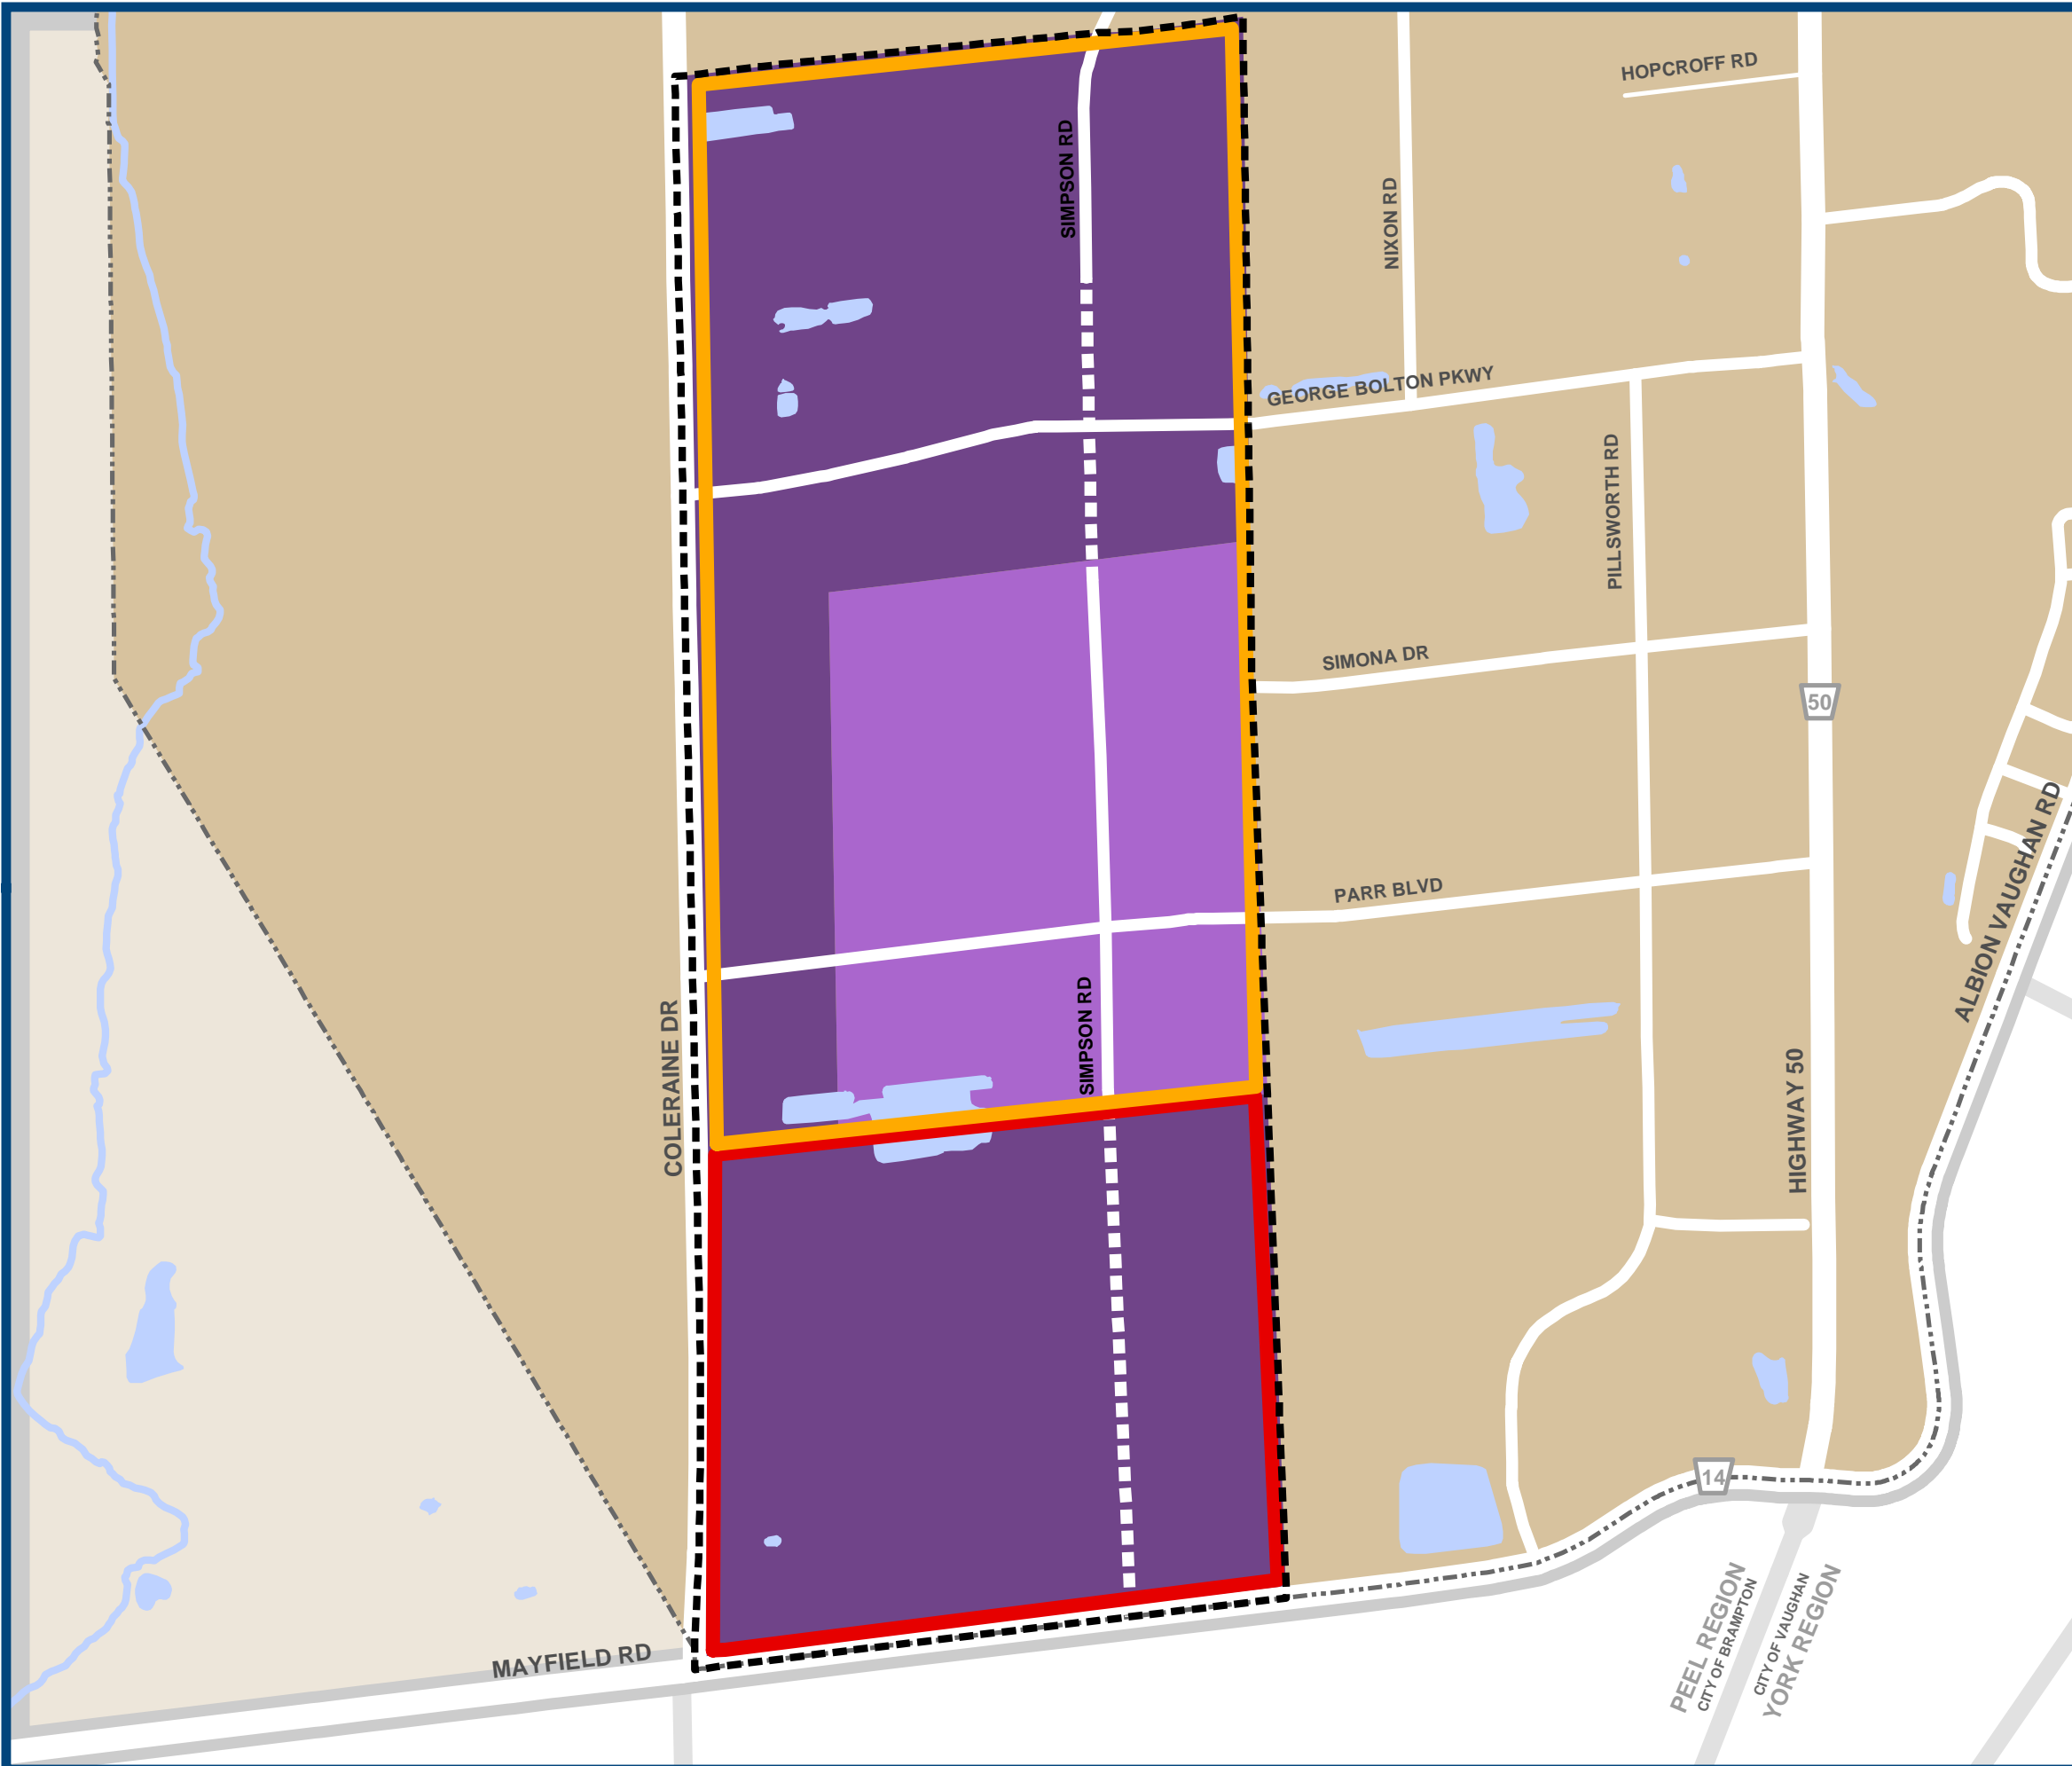 HOPCROFF RD
SIMPSON RD
NIXON RD
GEORGE BOLTON PKWY
PILLSWORTH RD
SIMONA DR
50
ALBION VAUGHAN RD
PARR BLVD
SIMPSON RD
COLERAINE DR
HIGHWAY 50
14
MAYFIELD RD
PEEL REGION
CITY OF BRAMPTON
CITY OF VAUGHAN
YORK REGION